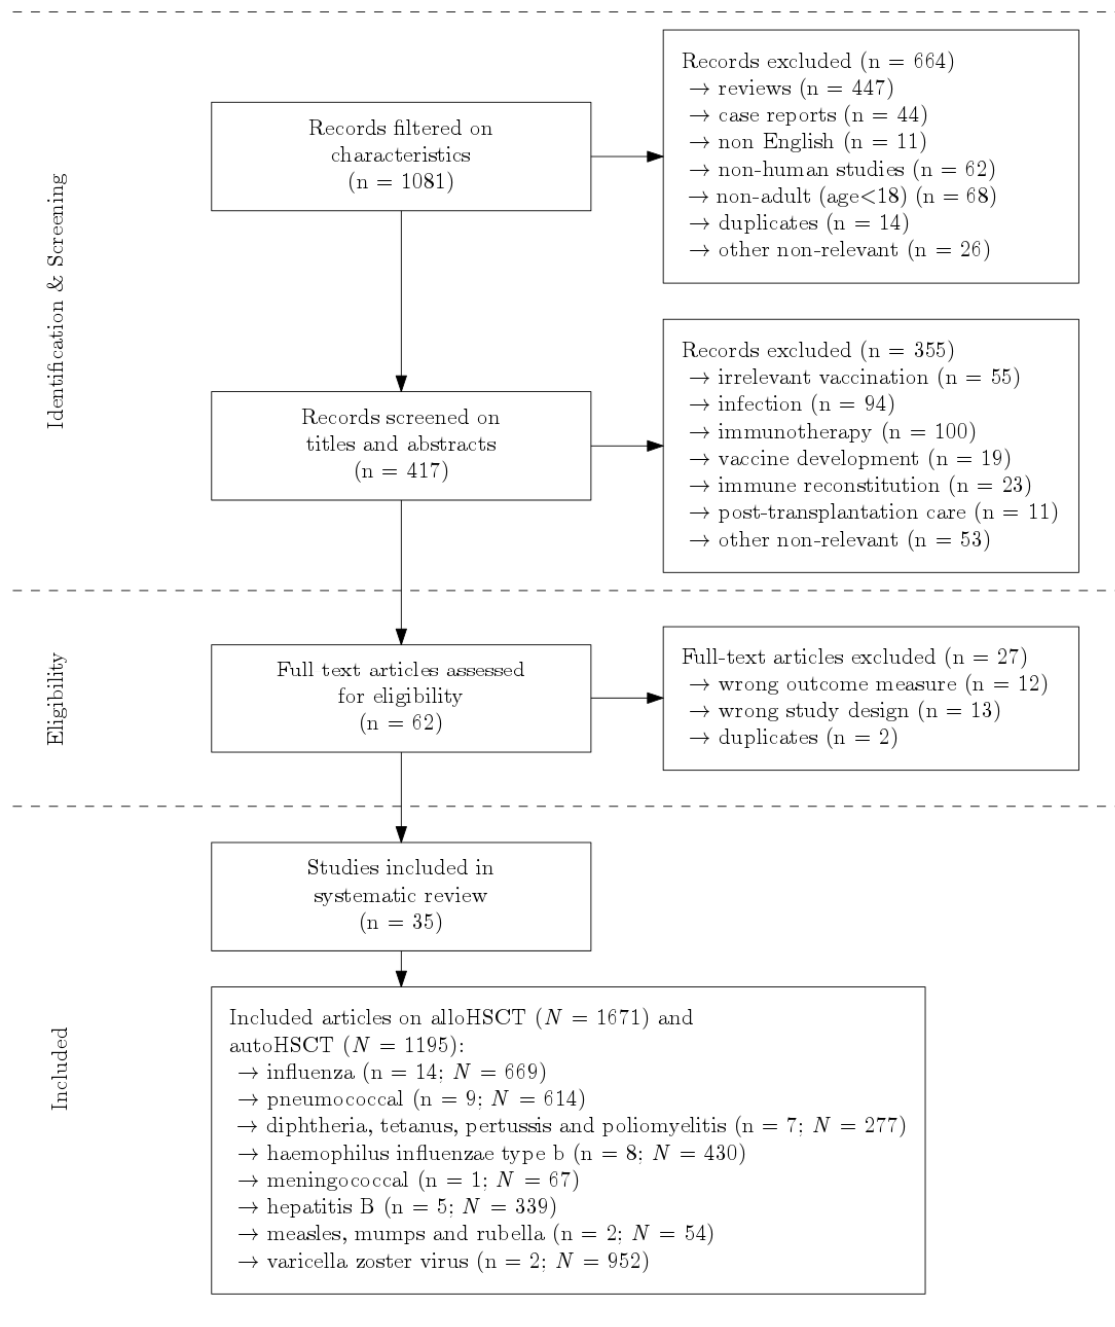 Identification & Screening
Records filtered on
characteristics
(n = 1081)
Records excluded (n = 664)
→ reviews (n = 447)
→ case reports (n = 44)
→ non English (n = 11)
→ non-human studies (n = 62)
→ non-adult (age<18) (n = 68)
→ duplicates (n = 14)
→ other non-relevant (n = 26)
Records screened on
titles and abstracts
(n = 417)
Records excluded (n = 355)
→ irrelevant vaccination (n = 55)
→ infection (n = 94)
→ immunotherapy (n = 100)
→ vaccine development (n = 19)
→ immune reconstitution (n = 23)
→ post-transplantation care (n = 11)
→ other non-relevant (n = 53)
Eligibility
Full text articles assessed
for eligibility
(n = 62)
Full-text articles excluded (n = 27)
→ wrong outcome measure (n = 12)
→ wrong study design (n = 13)
→ duplicates (n = 2)
Included
Studies included in
systematic review
(n = 35)
Included articles on alloHSCT (N = 1671) and
autoHSCT (N = 1195):
→ influenza (n = 14; N = 669)
→ pneumococcal (n = 9; N = 614)
→ diphtheria, tetanus, pertussis and poliomyelitis (n = 7; N = 277)
→ haemophilus influenzae type b (n = 8; N = 430)
→ meningococcal (n = 1; N = 67)
→ hepatitis B (n = 5; N = 339)
→ measles, mumps and rubella (n = 2; N = 54)
→ varicella zoster virus (n = 2; N = 952)